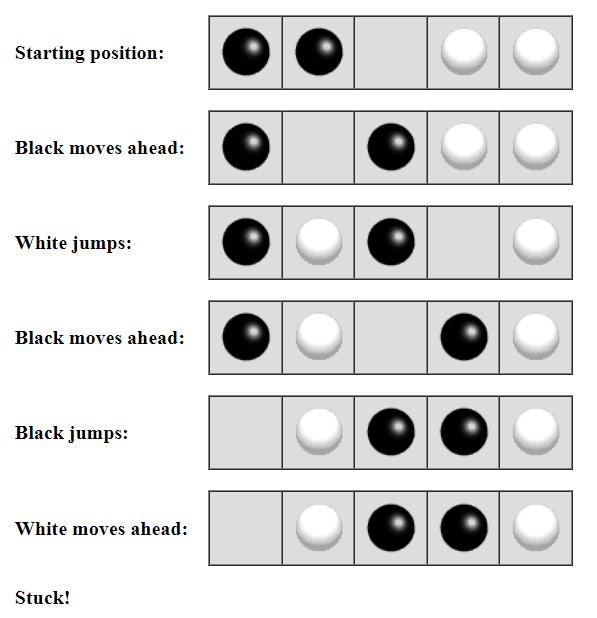 Starting position:
Black moves ahead:
White jumps:
Black moves ahead:
Black jumps:
White moves ahead:
Stuck!